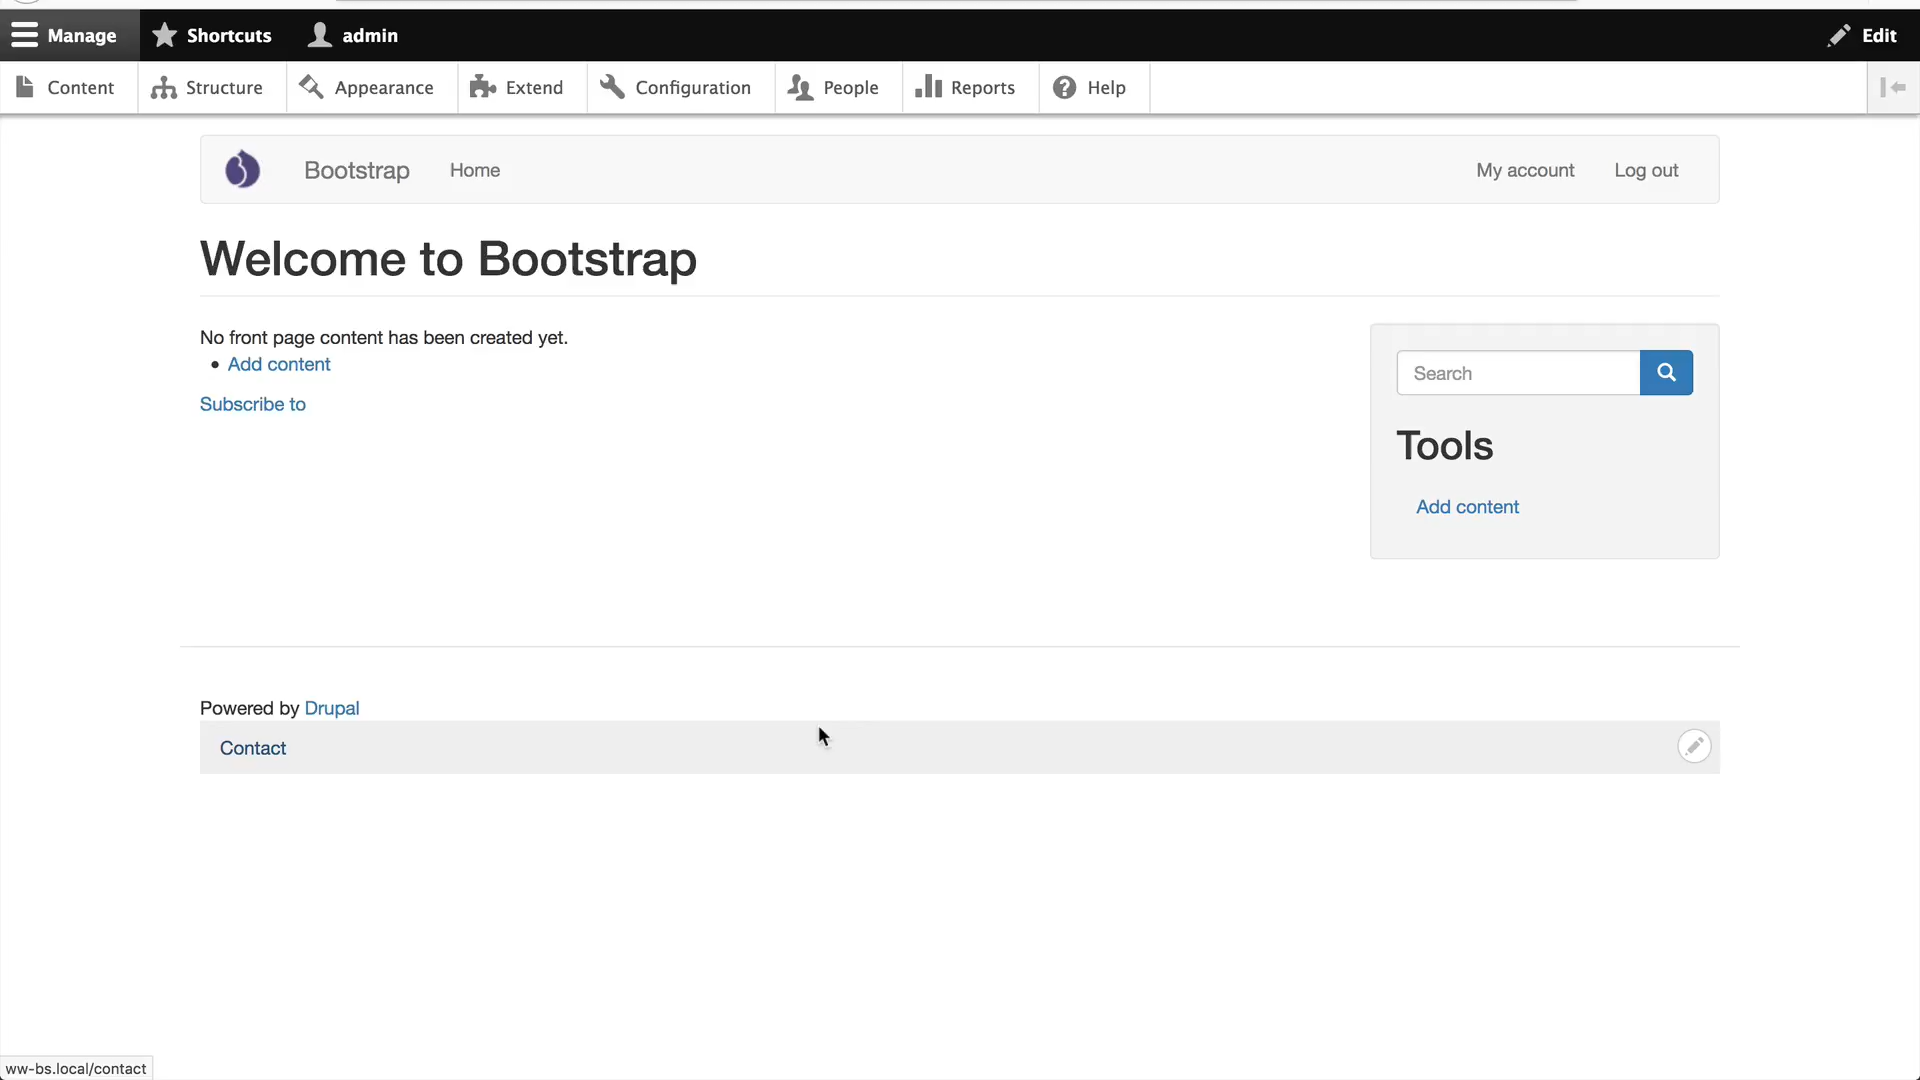 Manage Shortcuts admin Edit
Content Structure Appearance Extend Configuration People Reports Help
Bootstrap Home My account Log out
Welcome to Bootstrap
No front page content has been created yet.
Add content
Subscribe to
Search
Tools
Add content
Powered by Drupal
Contact
ww-bs.local/contact